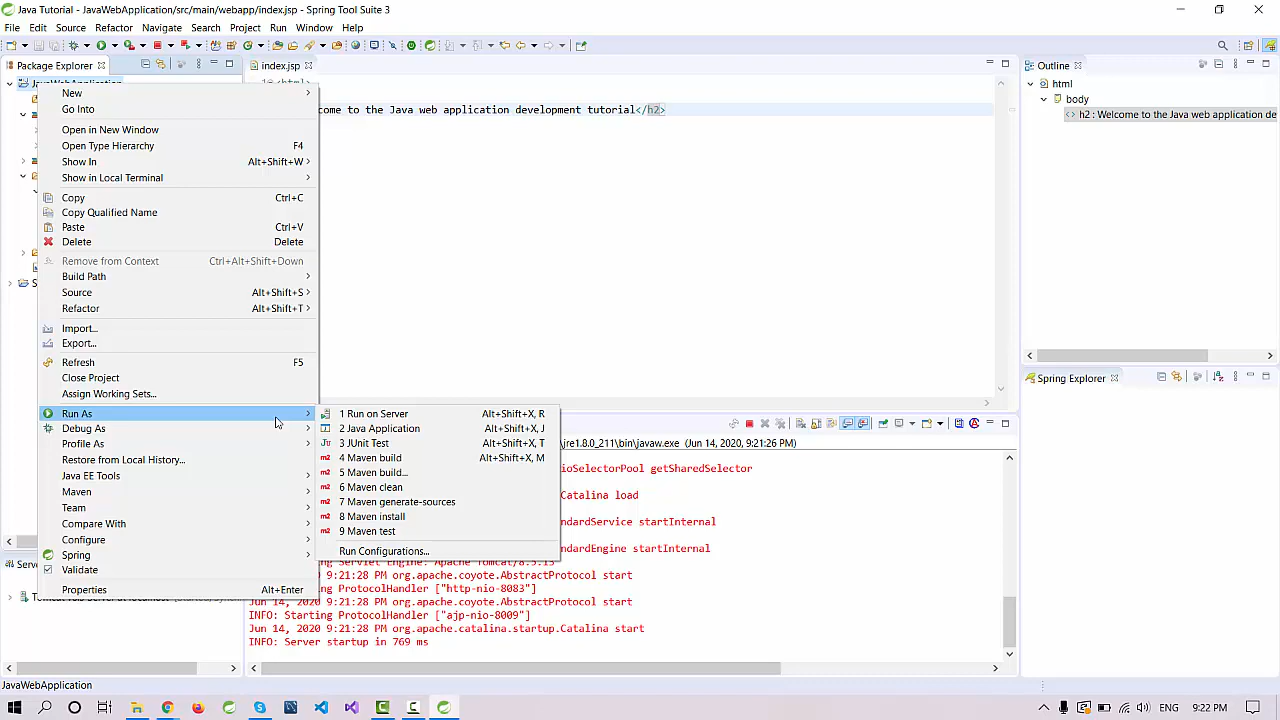 Java Tutorial - JavaWebApplication/src/main/webapp/index.jsp - Spring Tool Suite 3
File Edit Source Refactor Navigate Search Project Run Window Help
Package Explorer
index.jsp
Outline
JavaWebApplication
<html>
html
body
h2 : Welcome to the Java web application de
come to the Java web application development tutorial</h2>
New
Go Into
Open in New Window
Open Type Hierarchy F4
Show In Alt+Shift+W
Show in Local Terminal
Copy Ctrl+C
Copy Qualified Name
Paste Ctrl+V
Delete Delete
Remove from Context Ctrl+Alt+Shift+Down
Build Path
Source Alt+Shift+S
Refactor Alt+Shift+T
Import...
Export...
Refresh F5
Close Project
Assign Working Sets...
Run As
Debug As
Profile As
Restore from Local History...
Java EE Tools
Maven
Team
Compare With
Configure
Spring
Validate
Properties Alt+Enter
1 Run on Server Alt+Shift+X, R
2 Java Application Alt+Shift+X, J
3 JUnit Test Alt+Shift+X, T
4 Maven build Alt+Shift+X, M
5 Maven build...
6 Maven clean
7 Maven generate-sources
8 Maven install
9 Maven test
Run Configurations...
Spring Explorer
jre1.8.0_211\bin\javaw.exe (Jun 14, 2020, 9:21:26 PM)
ioSelectorPool getSharedSelector
Catalina load
ndardService startInternal
ndardEngine startInternal
Serve
Jun 14, 2020 9:21:28 PM org.apache.coyote.AbstractProtocol start
INFO: Starting ProtocolHandler ["http-nio-8083"]
Jun 14, 2020 9:21:28 PM org.apache.coyote.AbstractProtocol start
INFO: Starting ProtocolHandler ["ajp-nio-8009"]
Jun 14, 2020 9:21:28 PM org.apache.catalina.startup.Catalina start
INFO: Server startup in 769 ms
JavaWebApplication
ENG 9:22 PM